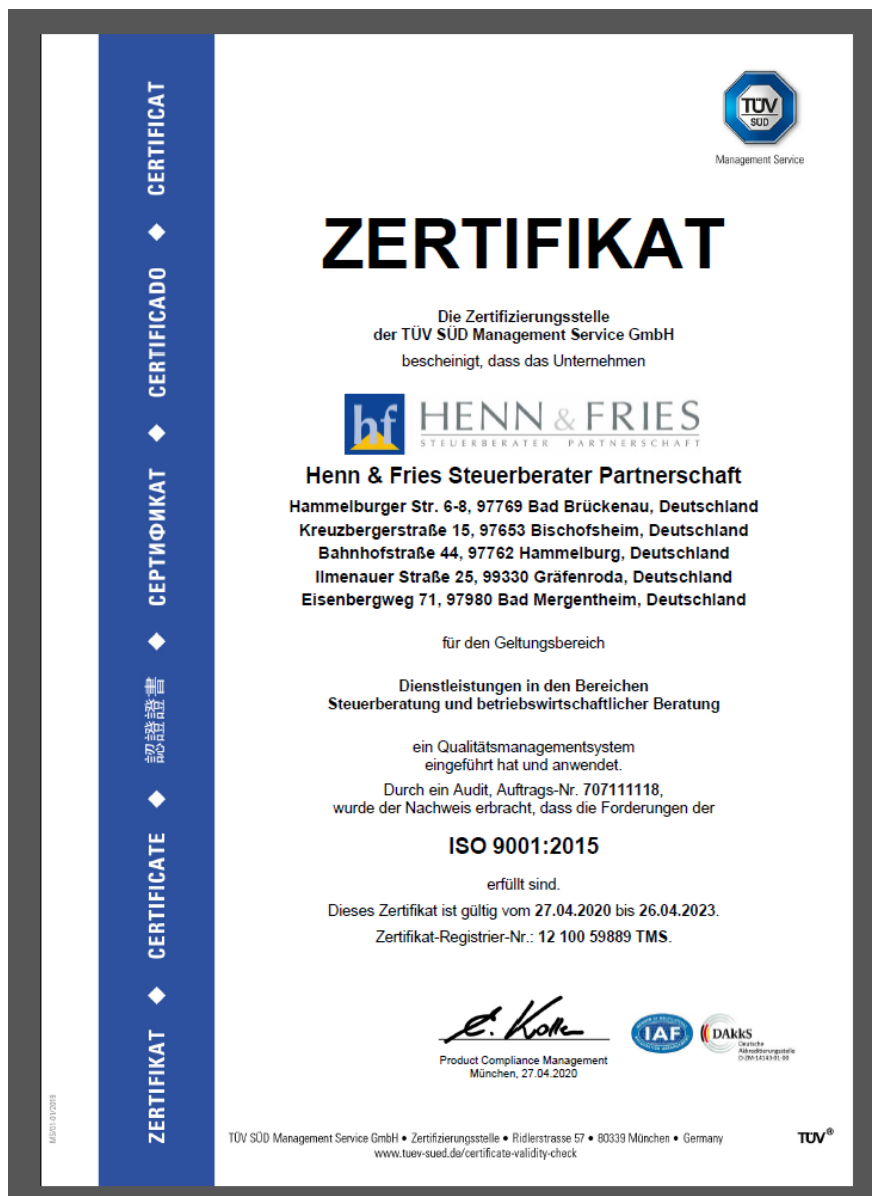 TÜV
SÜD
Management Service
ZERTIFIKAT
Die Zertifizierungsstelle
der TÜV SÜD Management Service GmbH
bescheinigt, dass das Unternehmen
hf HENN & FRIES
STEUERBERATER PARTNERSCHAFT
Henn & Fries Steuerberater Partnerschaft
Hammelburger Str. 6-8, 97769 Bad Brückenau, Deutschland
Kreuzbergerstraße 15, 97653 Bischofsheim, Deutschland
Bahnhofstraße 44, 97762 Hammelburg, Deutschland
Ilmenauer Straße 25, 99330 Gräfenroda, Deutschland
Eisenbergweg 71, 97980 Bad Mergentheim, Deutschland
für den Geltungsbereich
Dienstleistungen in den Bereichen
Steuerberatung und betriebswirtschaftlicher Beratung
ein Qualitätsmanagementsystem
eingeführt hat und anwendet.
Durch ein Audit, Auftrags-Nr. 707111118,
wurde der Nachweis erbracht, dass die Forderungen der
ISO 9001:2015
erfüllt sind.
Dieses Zertifikat ist gültig vom 27.04.2020 bis 26.04.2023.
Zertifikat-Registrier-Nr.: 12 100 59889 TMS.
Product Compliance Management
München, 27.04.2020
IAF
DAkkS
Deutsche
Akkreditierungsstelle
D-ZM-14143-01-00
TÜV SÜD Management Service GmbH • Zertifizierungsstelle • Ridlerstrasse 57 • 80339 München • Germany
www.tuev-sued.de/certificate-validity-check
TÜV®
ZERTIFIKAT ◆ CERTIFICATE ◆ 認證證書 ◆ СЕРТИФИКАТ ◆ CERTIFICADO ◆ CERTIFICAT